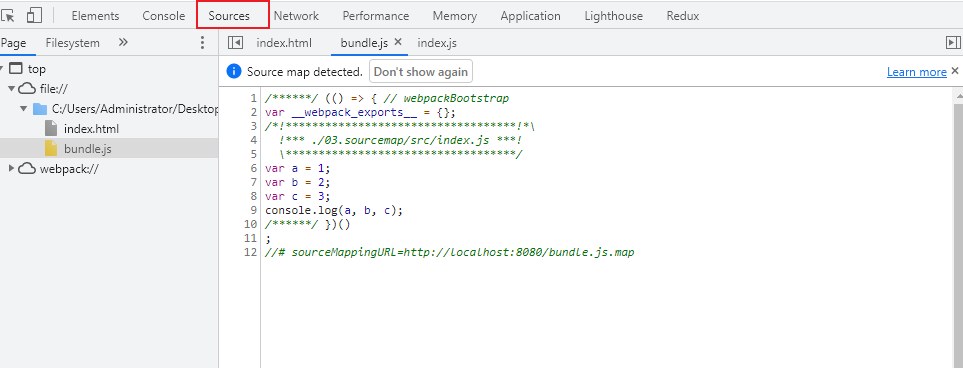 Elements Console Sources Network Performance Memory Application Lighthouse Redux
Page Filesystem »
index.html bundle.js × index.js
top
file://
C:/Users/Administrator/Desktop
index.html
bundle.js
webpack://
i Source map detected. Don't show again Learn more ×
1 /******/ (() => { // webpackBootstrap
2 var __webpack_exports__ = {};
3 /*!***********************************!*\
4 !*** ./03.sourcemap/src/index.js ***!
5 \***********************************/
6 var a = 1;
7 var b = 2;
8 var c = 3;
9 console.log(a, b, c);
10 /******/ })()
11 ;
12 //# sourceMappingURL=http://localhost:8080/bundle.js.map